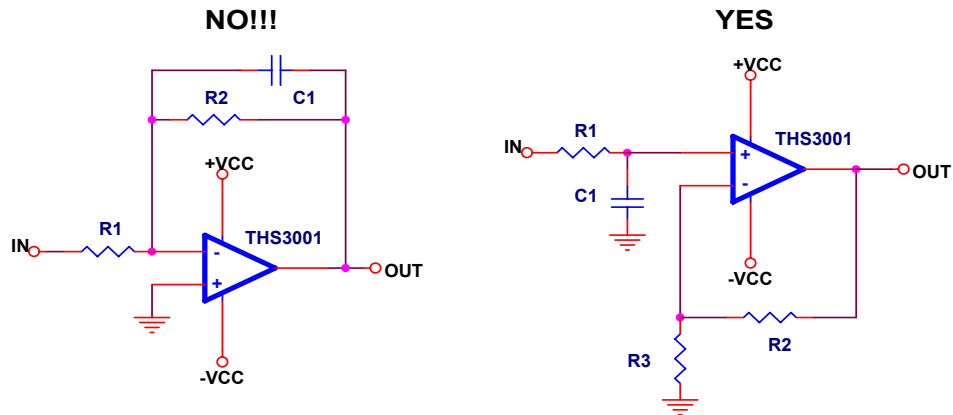 NO!!!
C1
R2
+VCC
R1
IN
THS3001
-
+
OUT
-VCC
YES
+VCC
R1
THS3001
IN
+
-
OUT
C1
-VCC
R2
R3